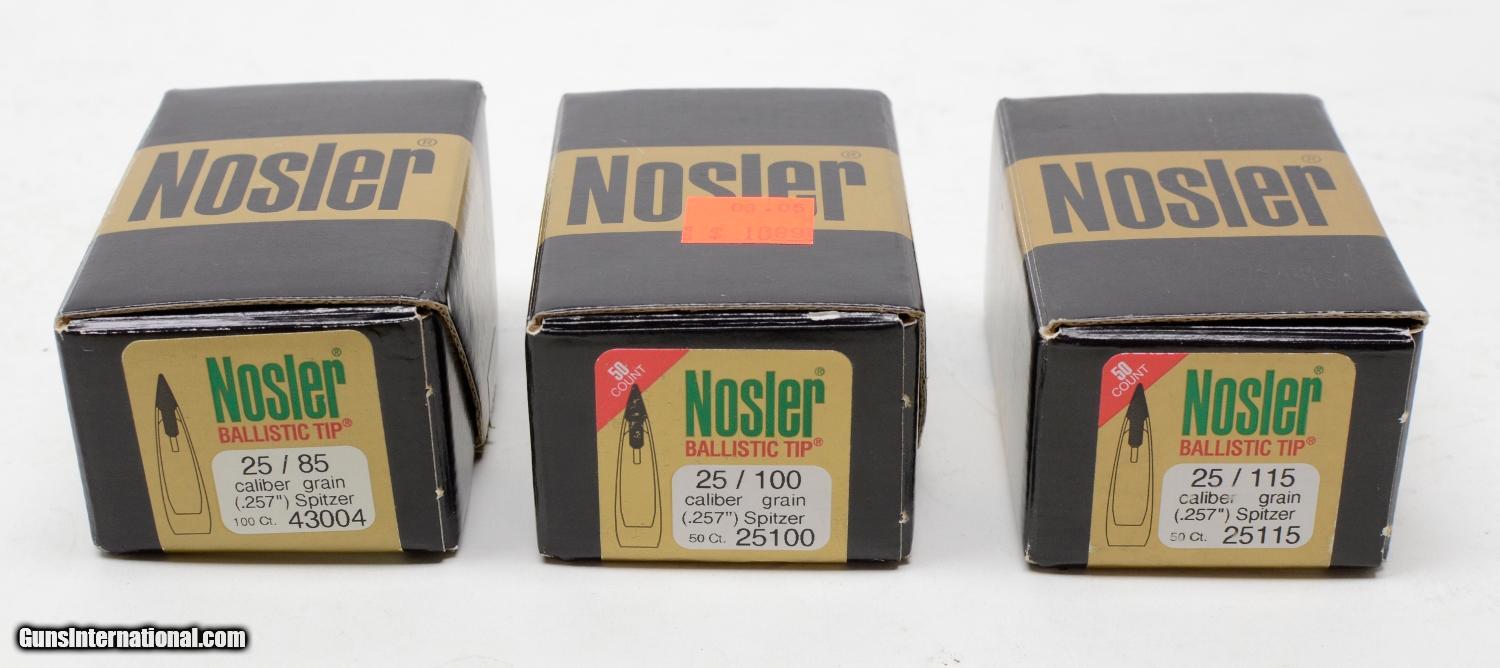 Nosler®
Nosler®
Nosler®
$ 1089
Nosler®
BALLISTIC TIP®
25 / 85
caliber grain
(.257") Spitzer
100 Ct. 43004
50
COUNT
Nosler®
BALLISTIC TIP®
25 / 100
caliber grain
(.257") Spitzer
50 Ct. 25100
50
COUNT
Nosler®
BALLISTIC TIP®
25 / 115
caliber grain
(.257") Spitzer
50 Ct. 25115
GunsInternational.com